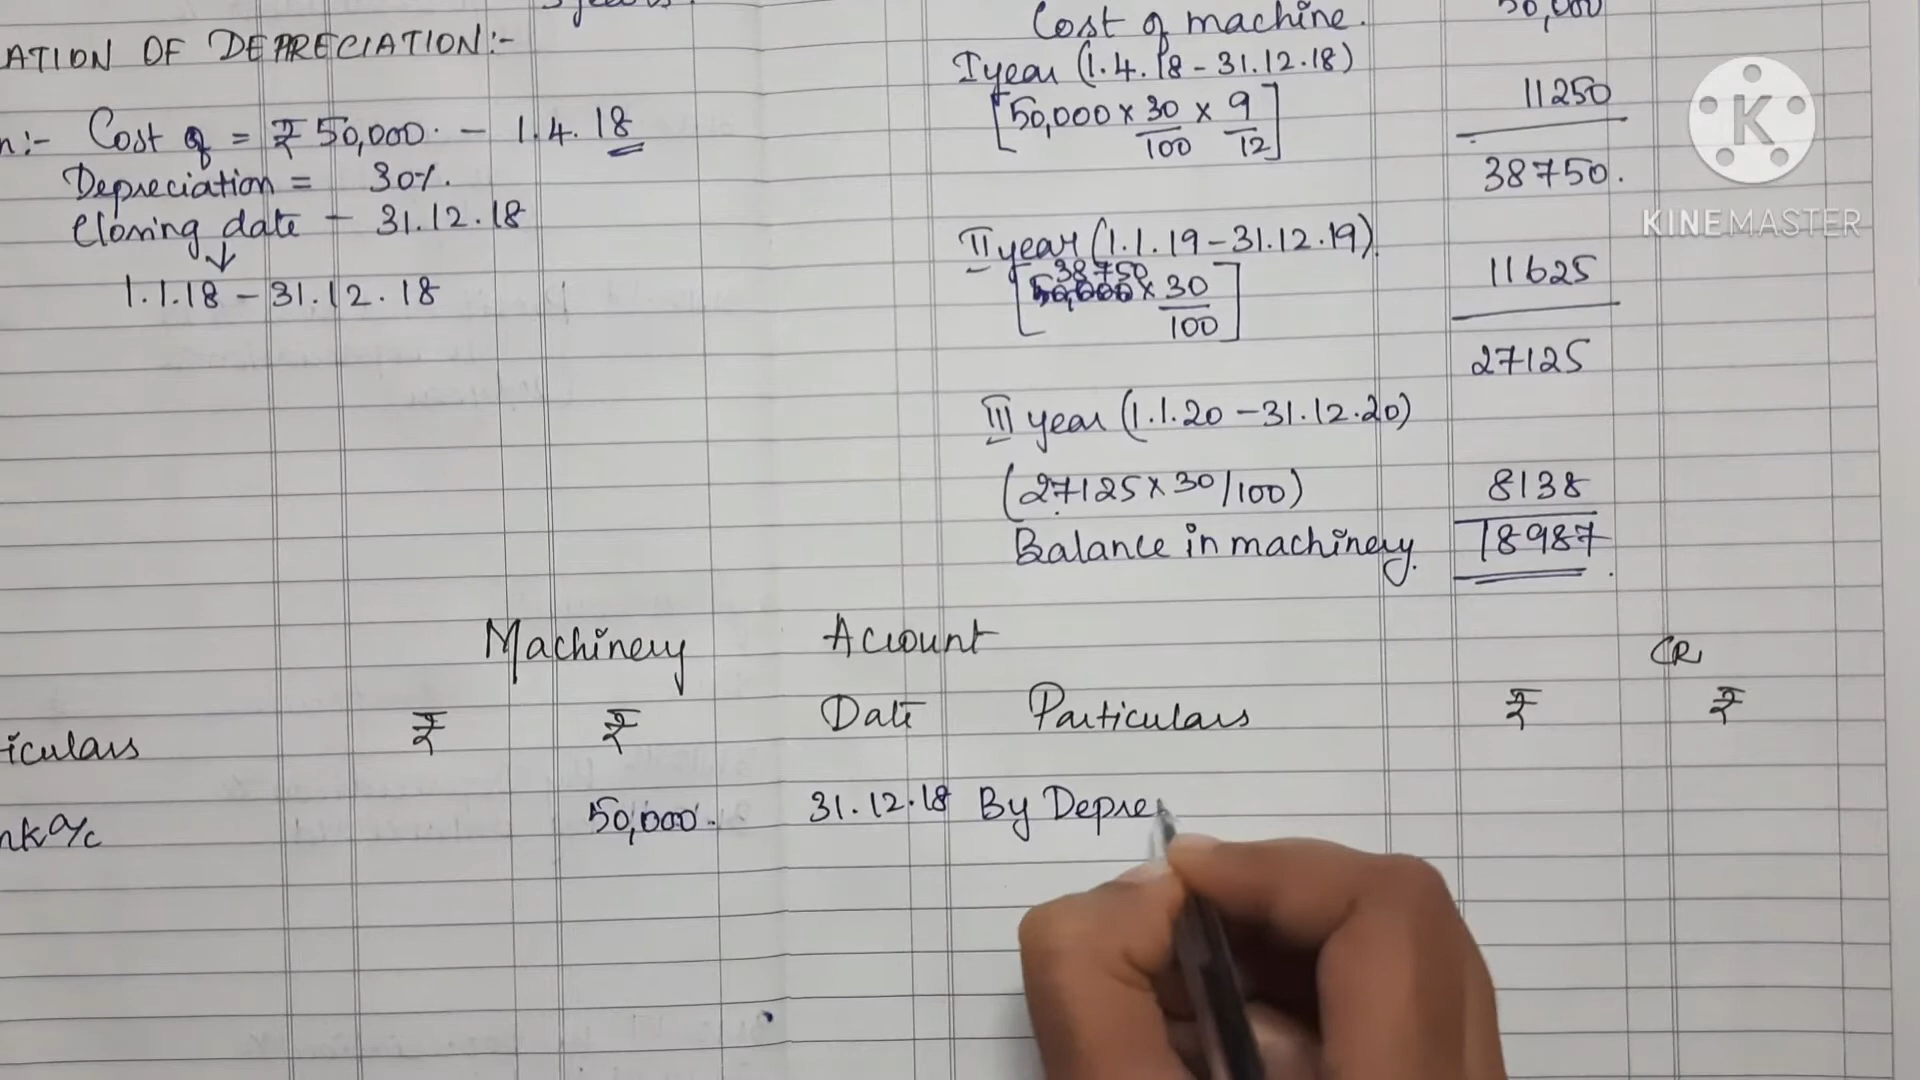 ATION OF DEPRECIATION:-
n:- Cost of = ₹ 50,000. - 1.4.18
Depreciation = 30%.
Closing date - 31.12.18
↓
1.1.18 - 31.12.18
Cost of machine.
50,000
I year (1.4.18 - 31.12.18)
[50,000 × 30/100 × 9/12]
11250
38750.
II year (1.1.19 - 31.12.19)
38750
50,000 × 30/100
11625
27125
III year (1.1.20 - 31.12.20)
(27125 × 30/100)
8138
Balance in machinery.
18987
K
KINEMASTER
Machinery Account
CR
iculars ₹ ₹ Date Particulars ₹ ₹
nk a/c 50,000. 31.12.18 By Depre